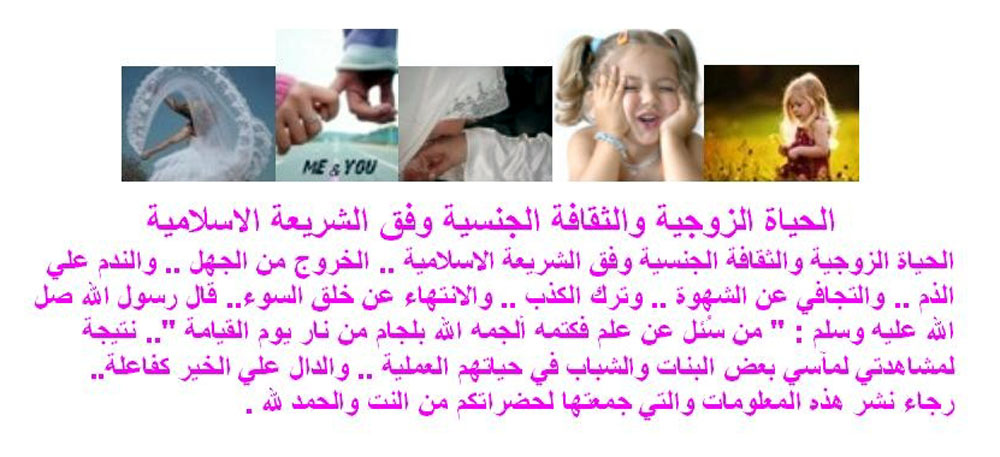 ME & YOU
الحياة الزوجية والثقافة الجنسية وفق الشريعة الاسلامية
الحياة الزوجية والثقافة الجنسية وفق الشريعة الاسلامية .. الخروج من الجهل .. والندم علي
الذم .. والتجافي عن الشهوة .. وترك الكذب .. والانتهاء عن خلق السوء.. قال رسول الله صل
الله عليه وسلم : " من سُئل عن علم فكتمه ألجمه الله بلجام من نار يوم القيامة ".. نتيجة
لمشاهدتي لمآسي بعض البنات والشباب في حياتهم العملية .. والدال علي الخير كفاعلة..
رجاء نشر هذه المعلومات والتي جمعتها لحضراتكم من النت والحمد لله .